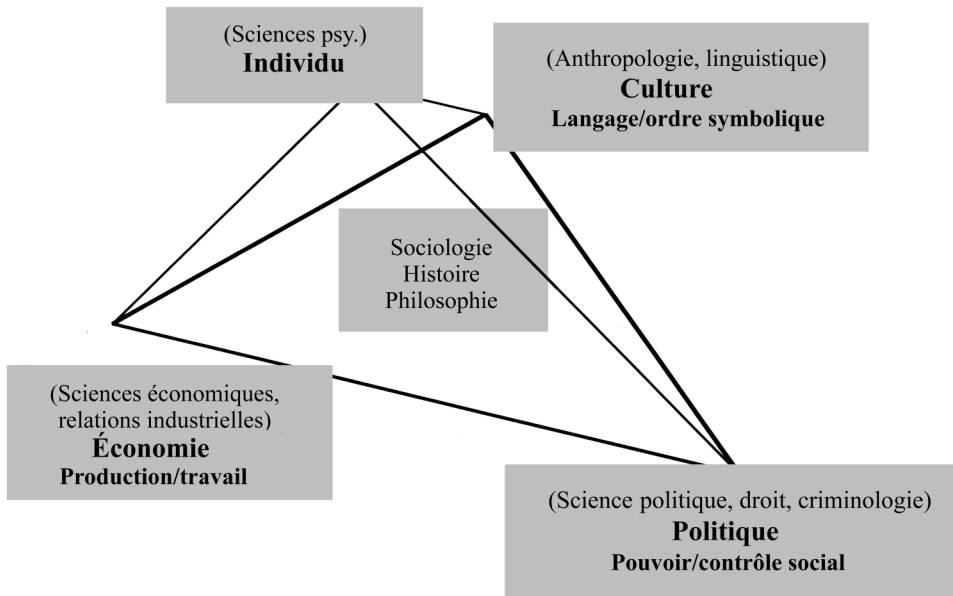 (Sciences psy.)
Individu
(Anthropologie, linguistique)
Culture
Langage/ordre symbolique
Sociologie
Histoire
Philosophie
(Sciences économiques,
relations industrielles)
Économie
Production/travail
(Science politique, droit, criminologie)
Politique
Pouvoir/contrôle social